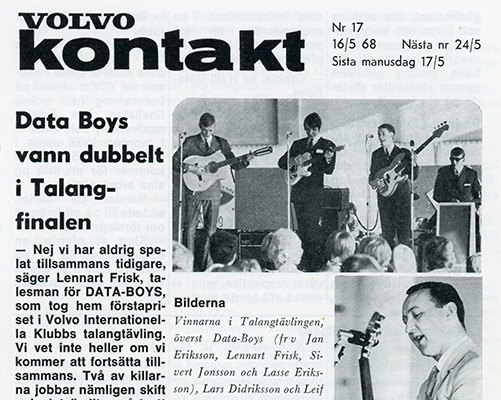 VOLVO
kontakt
Nr 17
16/5 68 Nästa nr 24/5
Sista manusdag 17/5
Data Boys
vann dubbelt
i Talang-
finalen
— Nej vi har aldrig spe-
lat tillsammans tidigare,
säger Lennart Frisk, ta-
lesman för DATA-BOYS,
som tog hem förstapri-
set i Volvo Internationel-
la Klubbs talangtävling.
Vi vet inte heller om vi
kommer att fortsätta till-
sammans. Två av killar-
na jobbar nämligen skift
Bilderna
Vinnarna i Talangtävlingen,
överst Data-Boys (fr v Jan
Eriksson, Lennart Frisk, Si-
vert Jonsson och Lasse Eriks-
son), Lars Didriksson och Leif